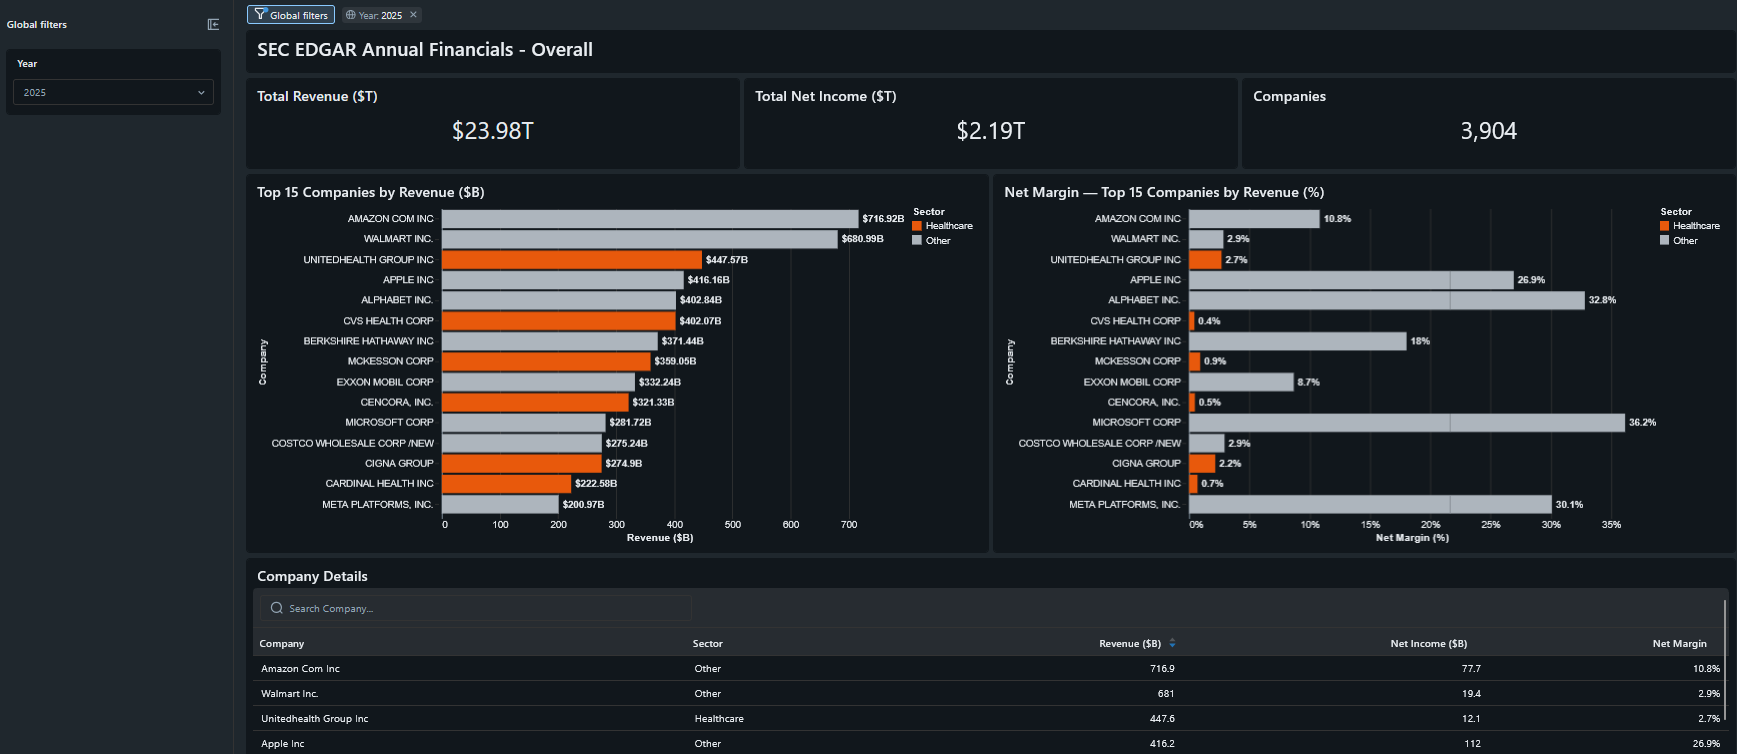 Global filters
Year
2025
Global filters
Year: 2025
SEC EDGAR Annual Financials - Overall
Total Revenue ($T)
$23.98T
Total Net Income ($T)
$2.19T
Companies
3,904
Top 15 Companies by Revenue ($B)
Sector
Healthcare
Other
Company
AMAZON COM INC $716.92B
WALMART INC. $680.99B
UNITEDHEALTH GROUP INC $447.57B
APPLE INC $416.16B
ALPHABET INC. $402.84B
CVS HEALTH CORP $402.07B
BERKSHIRE HATHAWAY INC $371.44B
MCKESSON CORP $359.05B
EXXON MOBIL CORP $332.24B
CENCORA, INC. $321.33B
MICROSOFT CORP $281.72B
COSTCO WHOLESALE CORP /NEW $275.24B
CIGNA GROUP $274.9B
CARDINAL HEALTH INC $222.58B
META PLATFORMS, INC. $200.97B
0 100 200 300 400 500 600 700
Revenue ($B)
Net Margin — Top 15 Companies by Revenue (%)
Sector
Healthcare
Other
Company
AMAZON COM INC 10.8%
WALMART INC. 2.9%
UNITEDHEALTH GROUP INC 2.7%
APPLE INC 26.9%
ALPHABET INC. 32.8%
CVS HEALTH CORP 0.4%
BERKSHIRE HATHAWAY INC 18%
MCKESSON CORP 0.9%
EXXON MOBIL CORP 8.7%
CENCORA, INC. 0.5%
MICROSOFT CORP 36.2%
COSTCO WHOLESALE CORP /NEW 2.9%
CIGNA GROUP 2.2%
CARDINAL HEALTH INC 0.7%
META PLATFORMS, INC. 30.1%
0% 5% 10% 15% 20% 25% 30% 35%
Net Margin (%)
Company Details
Search Company...
Company Sector Revenue ($B) Net Income ($B) Net Margin
Amazon Com Inc Other 716.9 77.7 10.8%
Walmart Inc. Other 681 19.4 2.9%
Unitedhealth Group Inc Healthcare 447.6 12.1 2.7%
Apple Inc Other 416.2 112 26.9%